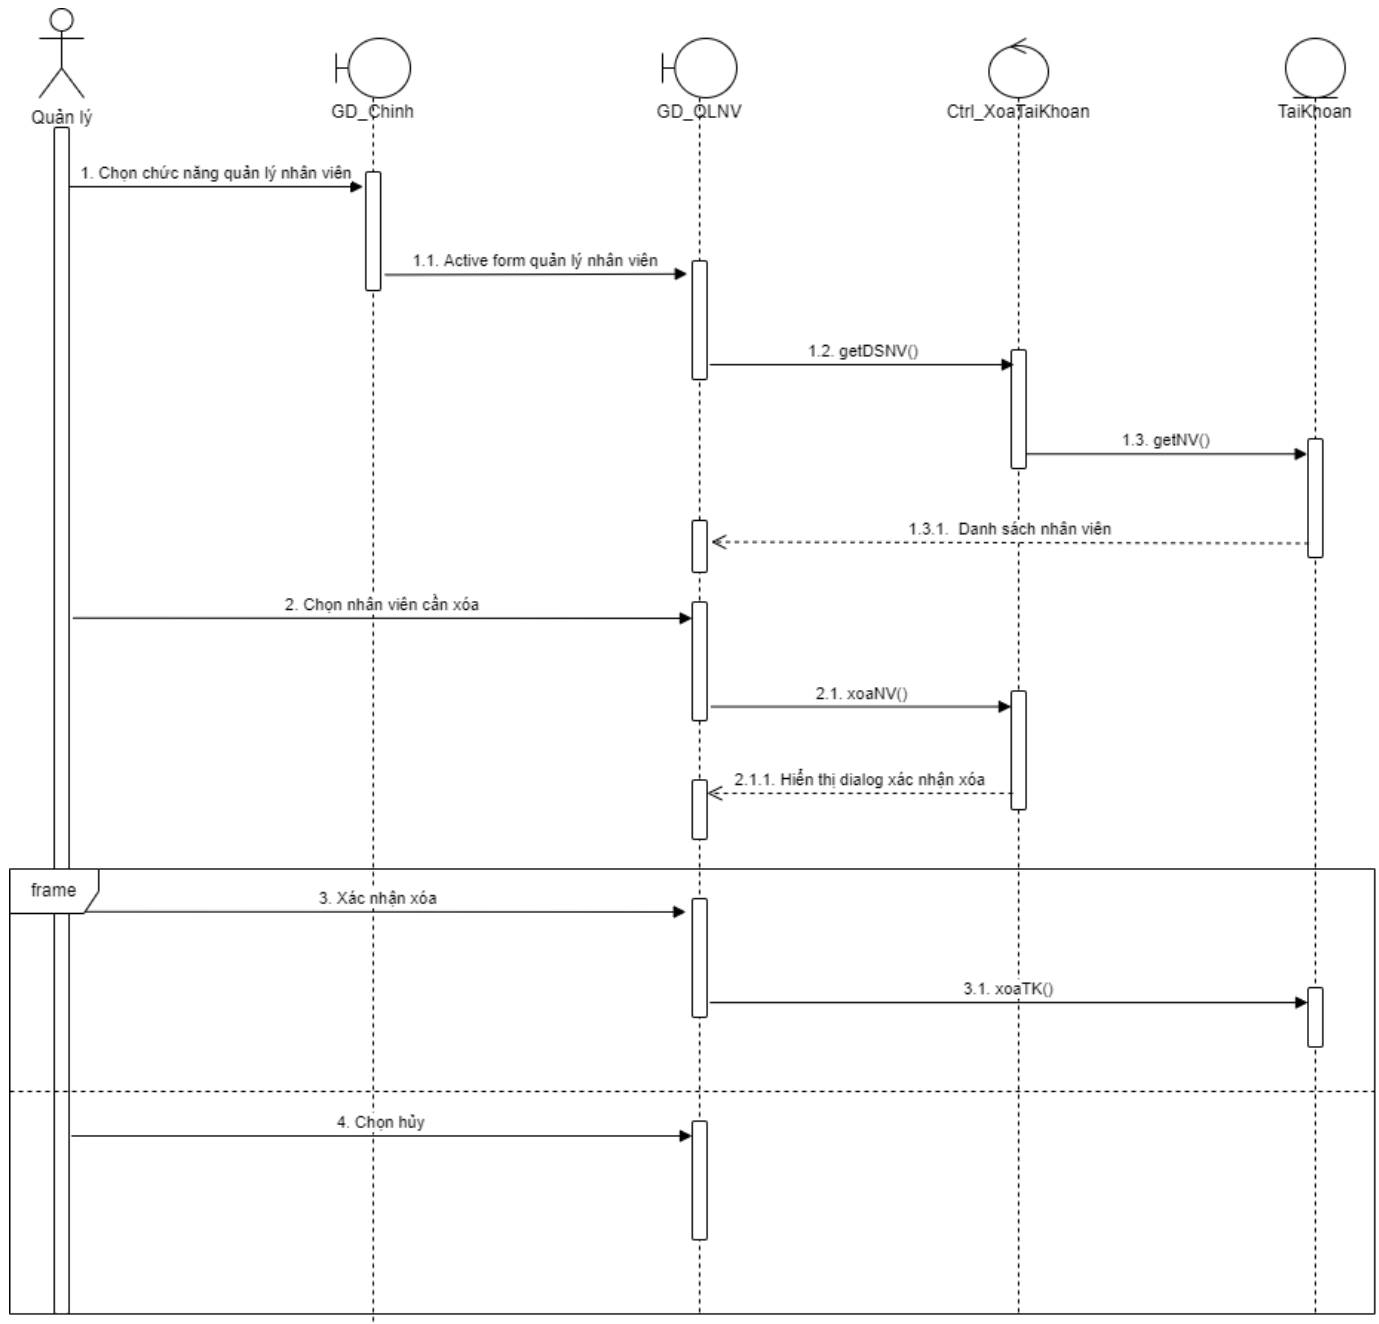 Quản lý
GD_Chinh
GD_QLNV
Ctrl_XoaTaiKhoan
TaiKhoan
1. Chọn chức năng quản lý nhân viên
1.1. Active form quản lý nhân viên
1.2. getDSNV()
1.3. getNV()
1.3.1. Danh sách nhân viên
2. Chọn nhân viên cần xóa
2.1. xoaNV()
2.1.1. Hiển thị dialog xác nhận xóa
frame
3. Xác nhận xóa
3.1. xoaTK()
4. Chọn hủy